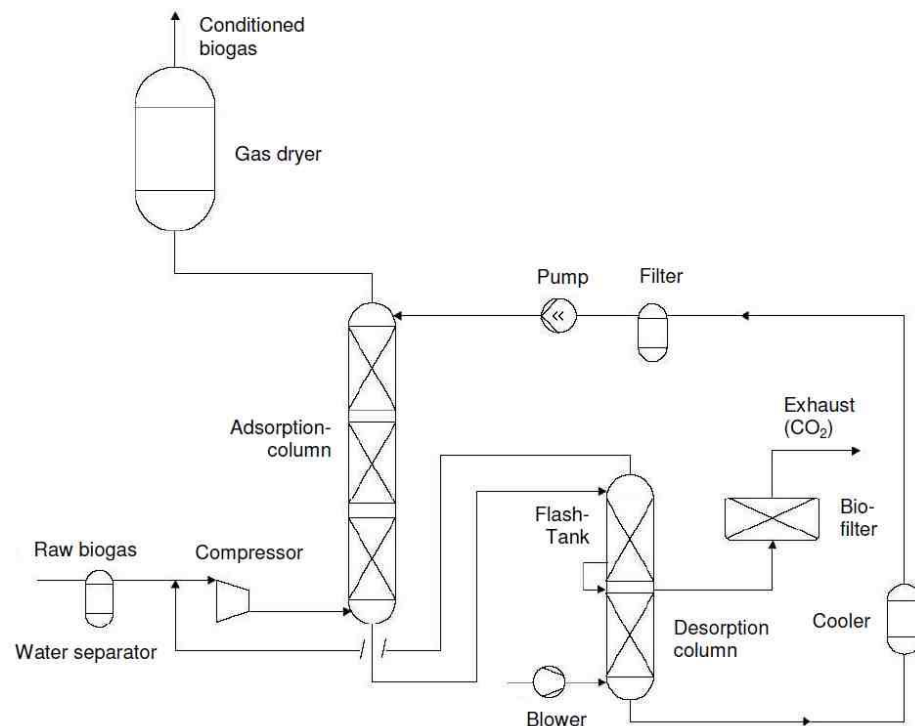 Conditioned
biogas
Gas dryer
Pump
Filter
Adsorption-
column
Exhaust
(CO₂)
Flash-
Tank
Bio-
filter
Raw biogas
Compressor
Water separator
Desorption
column
Cooler
Blower